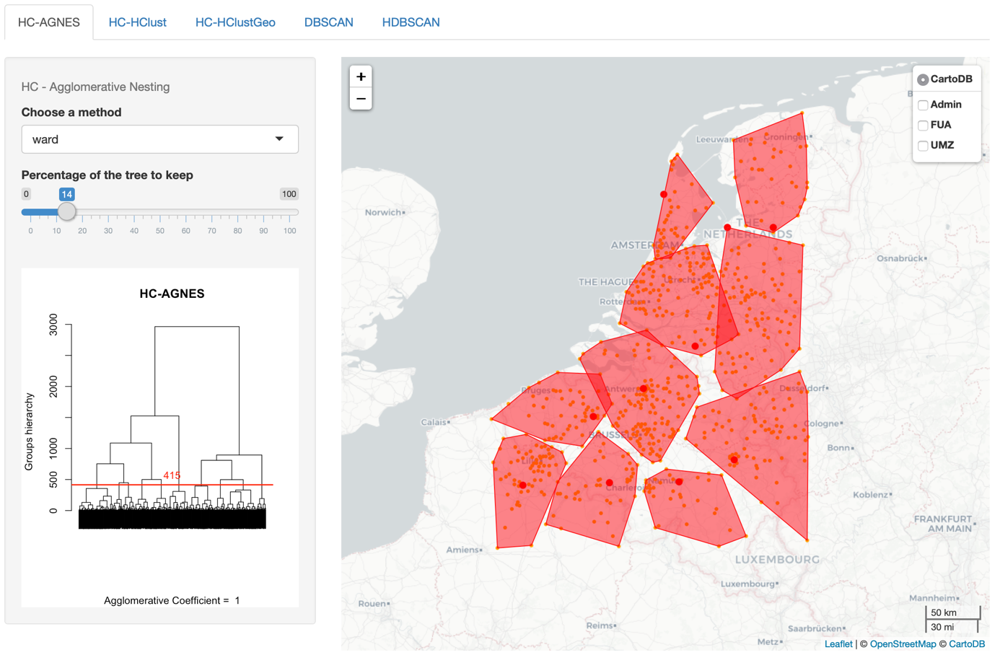 HC-AGNES HC-HClust HC-HClustGeo DBSCAN HDBSCAN
HC - Agglomerative Nesting
Choose a method
ward
Percentage of the tree to keep
0 14 100
0 10 20 30 40 50 60 70 80 90 100
HC-AGNES
Groups hierarchy
3000
2000
1000
500
0
415
Agglomerative Coefficient = 1
+
−
CartoDB
Admin
FUA
UMZ
Leeuwarden
Groningen
Norwich
THE
NETHERLANDS
AMSTERDAM
Osnabrück
THE HAGUE
Utrecht
Rotterdam
Antwerp
Bruges
Dusseldorf
Calais
Cologne
BRUSSELS
Bonn
Lille
Namur
Charleroi
Koblenz
FRANKFURT
AM MAIN
Amiens
LUXEMBOURG
Luxembourg
Rouen
Mannheim
Reims
Saarbrücken
Metz
50 km
30 mi
Leaflet | © OpenStreetMap © CartoDB